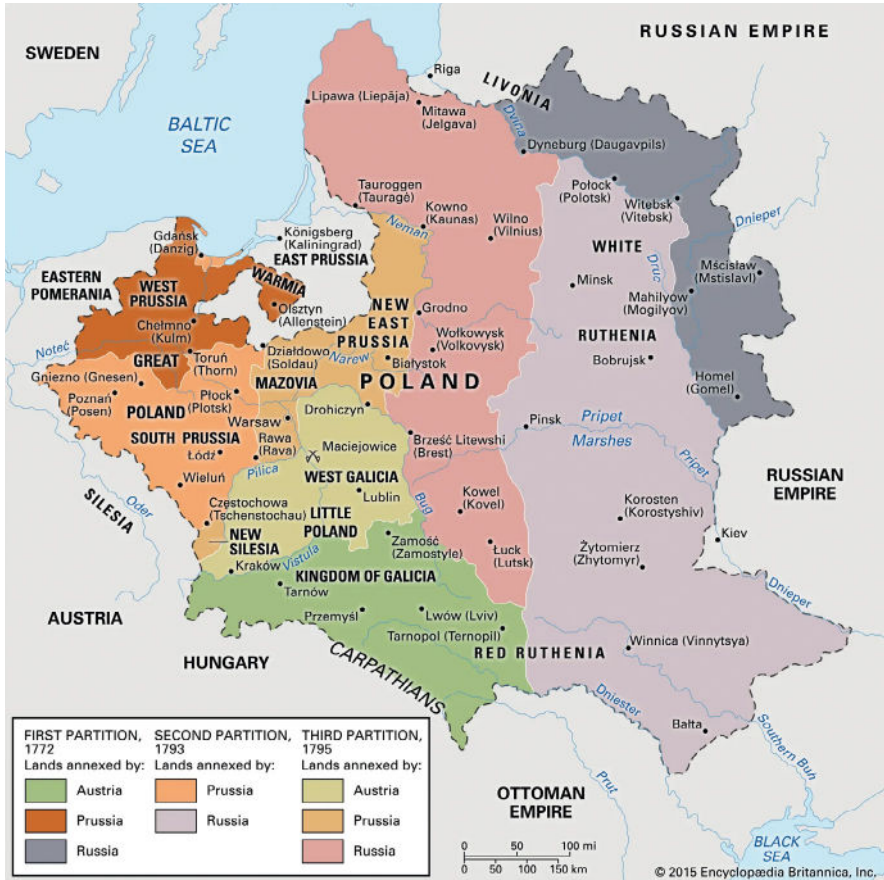 SWEDEN
RUSSIAN EMPIRE
Riga
LIVONIA
Lipawa (Liepāja)
Mitawa
(Jelgava)
BALTIC
SEA
Dvina
Dyneburg (Daugavpils)
Tauroggen
(Tauragė)
Połock
(Polotsk)
Witebsk
(Vitebsk)
Kowno
(Kaunas)
Wilno
(Vilnius)
Dnieper
Neman
Gdańsk
(Danzig)
Königsberg
(Kaliningrad)
EAST PRUSSIA
WHITE
Druc
EASTERN
POMERANIA
WEST
PRUSSIA
WARMIA
Minsk
Mścisław
(Mstislavl)
Mahilyow
(Mogilyov)
Olsztyn
(Allenstein)
NEW
EAST
PRUSSIA
Grodno
Chełmno
(Kulm)
RUTHENIA
Noteć
GREAT
Toruń
(Thorn)
Działdowo
(Soldau)
Narew
Wołkowysk
(Volkovysk)
Bobrujsk
Białystok
Gniezno (Gnesen)
MAZOVIA
POLAND
Homel
(Gomel)
Poznań
(Posen)
Płock
(Plotsk)
POLAND
Drohiczyn
Pinsk
Pripet
Marshes
Warsaw
SOUTH PRUSSIA
Rawa
(Rava)
Maciejowice
Brześć Litewshi
(Brest)
Łódź
Pilica
Pripet
RUSSIAN
EMPIRE
WEST GALICIA
Wieluń
SILESIA
Oder
Lublin
Bug
Kowel
(Kovel)
Korosten
(Korostyshiv)
Częstochowa
(Tschenstochau)
LITTLE
POLAND
Kiev
NEW
SILESIA
Zamość
(Zamostyle)
Łuck
(Lutsk)
Żytomierz
(Zhytomyr)
Vistula
Kraków
KINGDOM OF GALICIA
Tarnów
Dnieper
AUSTRIA
Przemyśl
Lwów (Lviv)
Tarnopol (Ternopil)
RED RUTHENIA
Winnica (Vinnytsya)
HUNGARY
CARPATHIANS
Dniester
Southern Buh
Bałta
FIRST PARTITION,
1772
Lands annexed by:
Austria
Prussia
Russia
SECOND PARTITION,
1793
Lands annexed by:
Prussia
Russia
THIRD PARTITION,
1795
Lands annexed by:
Austria
Prussia
Russia
Prut
OTTOMAN
EMPIRE
0 50 100 mi
0 50 100 150 km
BLACK
SEA
© 2015 Encyclopædia Britannica, Inc.